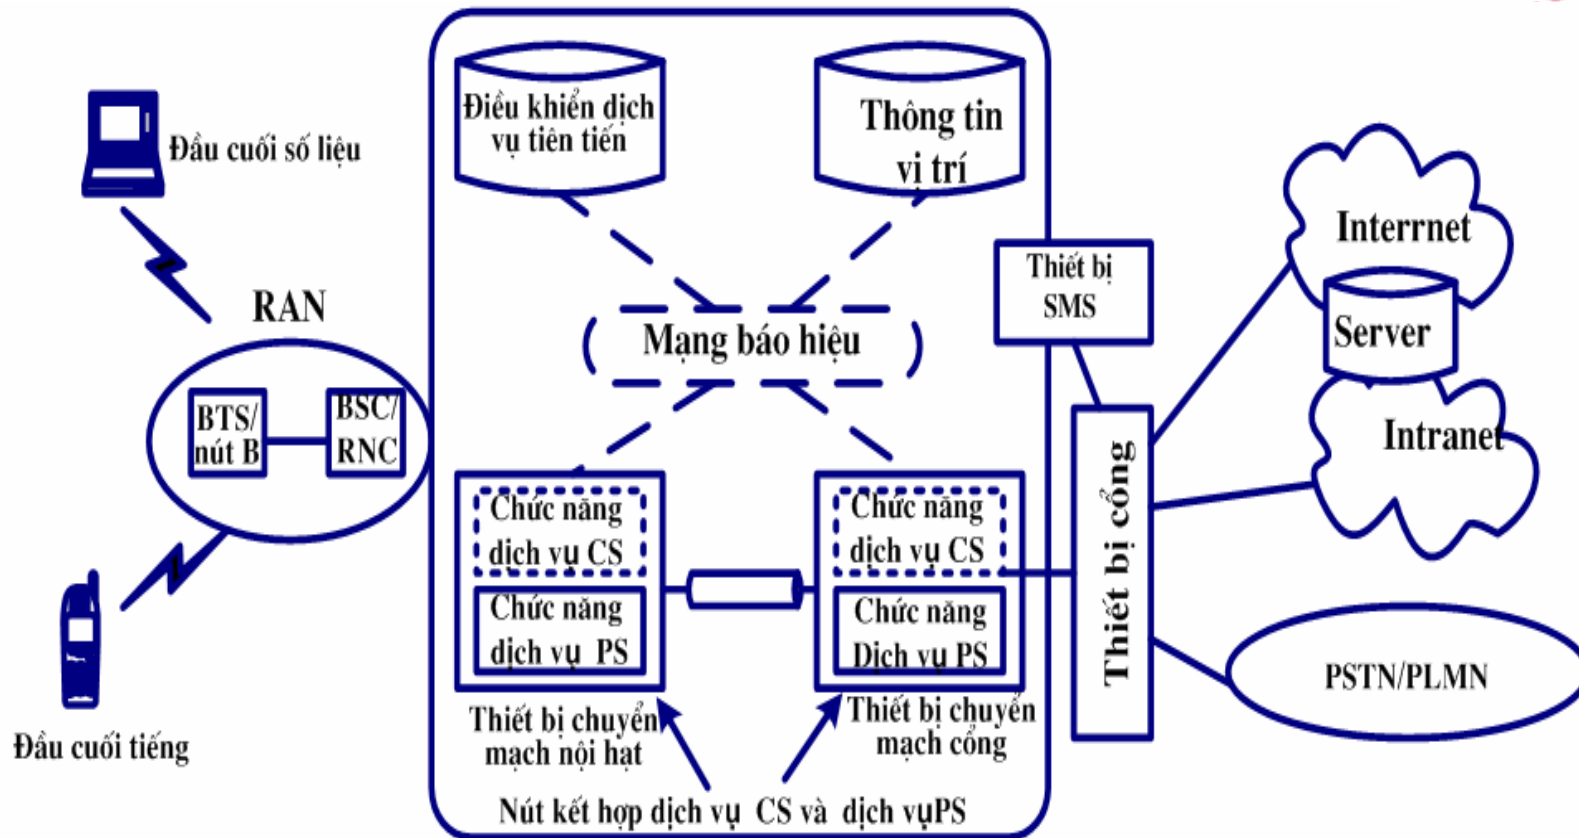 Điều khiển dịch
vụ tiên tiến
Thông tin
vị trí
Đầu cuối số liệu
Interrnet
Thiết bị
SMS
RAN
Mạng báo hiệu
Server
BTS/
nút B
BSC/
RNC
Intranet
Chức năng
dịch vụ CS
Chức năng
dịch vụ CS
Thiết bị cổng
Chức năng
dịch vụ PS
Chức năng
Dịch vụ PS
PSTN/PLMN
Đầu cuối tiếng
Thiết bị chuyển
mạch nội hạt
Thiết bị chuyển
mạch cổng
Nút kết hợp dịch vụ CS và dịch vụPS